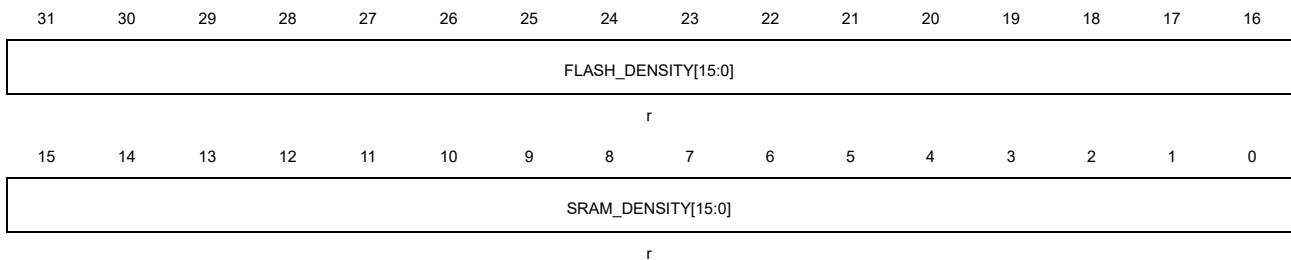 31 30 29 28 27 26 25 24 23 22 21 20 19 18 17 16
FLASH_DENSITY[15:0]
r
15 14 13 12 11 10 9 8 7 6 5 4 3 2 1 0
SRAM_DENSITY[15:0]
r